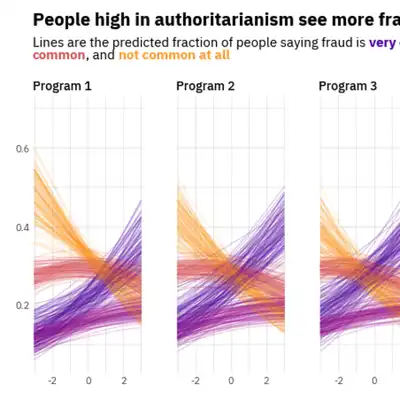 People high in authoritarianism see more
Lines are the predicted fraction of people saying fraud is very
common, and not common at all
Program 1 Program 2 Program 3
0.6
0.4
0.2
-2 0 2 -2 0 2 -2 0